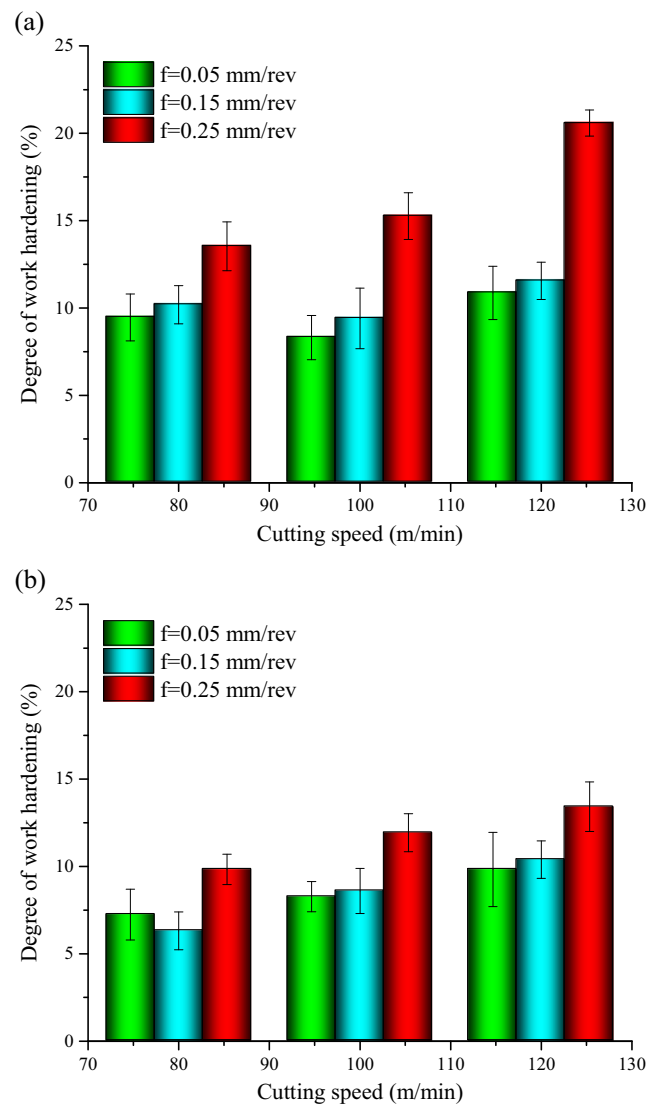 (a)
25
20
15
10
5
0
Degree of work hardening (%)
f=0.05 mm/rev
f=0.15 mm/rev
f=0.25 mm/rev
70 80 90 100 110 120 130
Cutting speed (m/min)
(b)
25
20
15
10
5
0
Degree of work hardening (%)
f=0.05 mm/rev
f=0.15 mm/rev
f=0.25 mm/rev
70 80 90 100 110 120 130
Cutting speed (m/min)